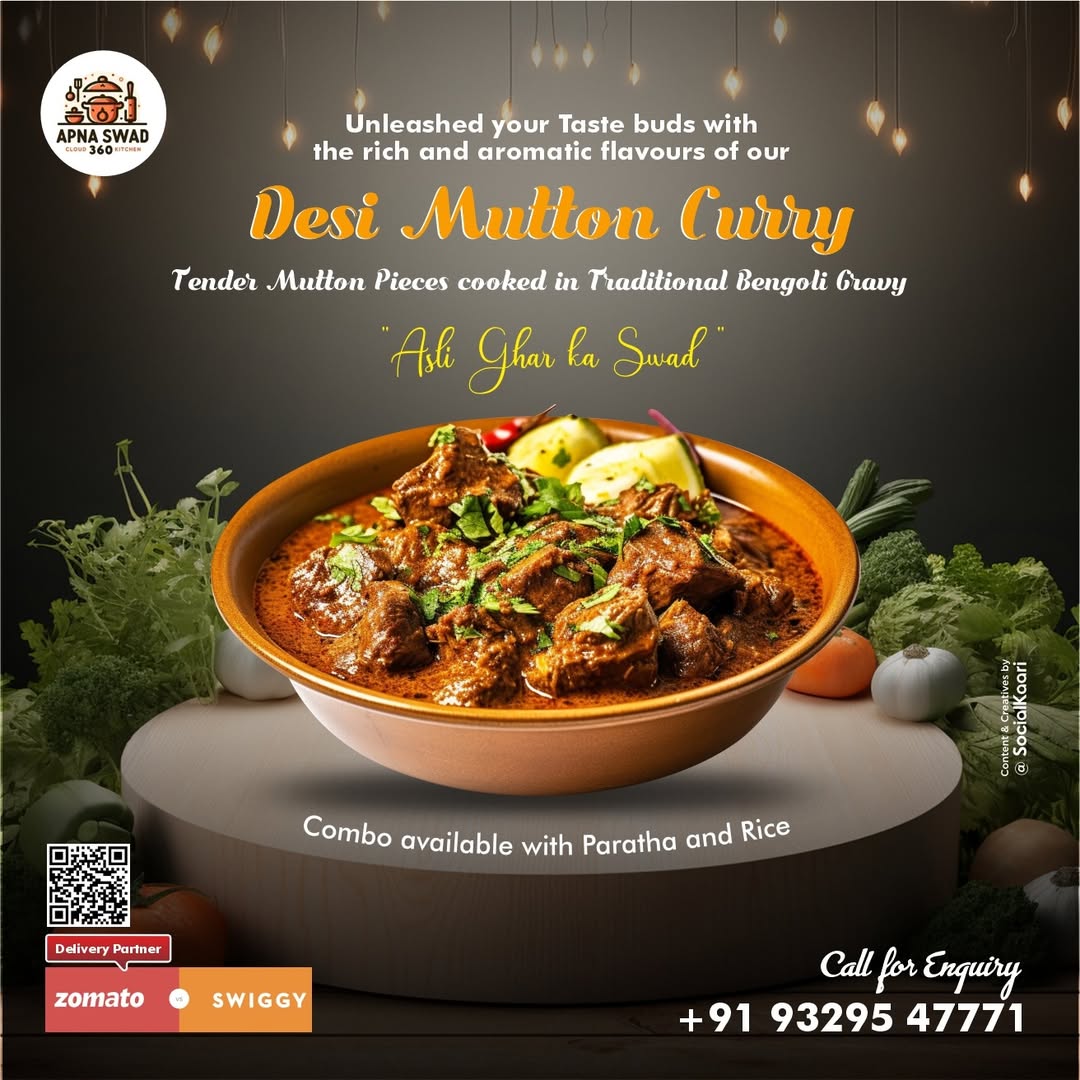 APNA SWAD
CLOUD 360 KITCHEN
Unleashed your Taste buds with
the rich and aromatic flavours of our
Desi Mutton Curry
Tender Mutton Pieces cooked in Traditional Bengoli Gravy
"Asli Ghar ka Swad"
Content & Creatives by
@ SocialKaari
Combo available with Paratha and Rice
Delivery Partner
zomato vs SWIGGY
Call for Enquiry
+91 93295 47771